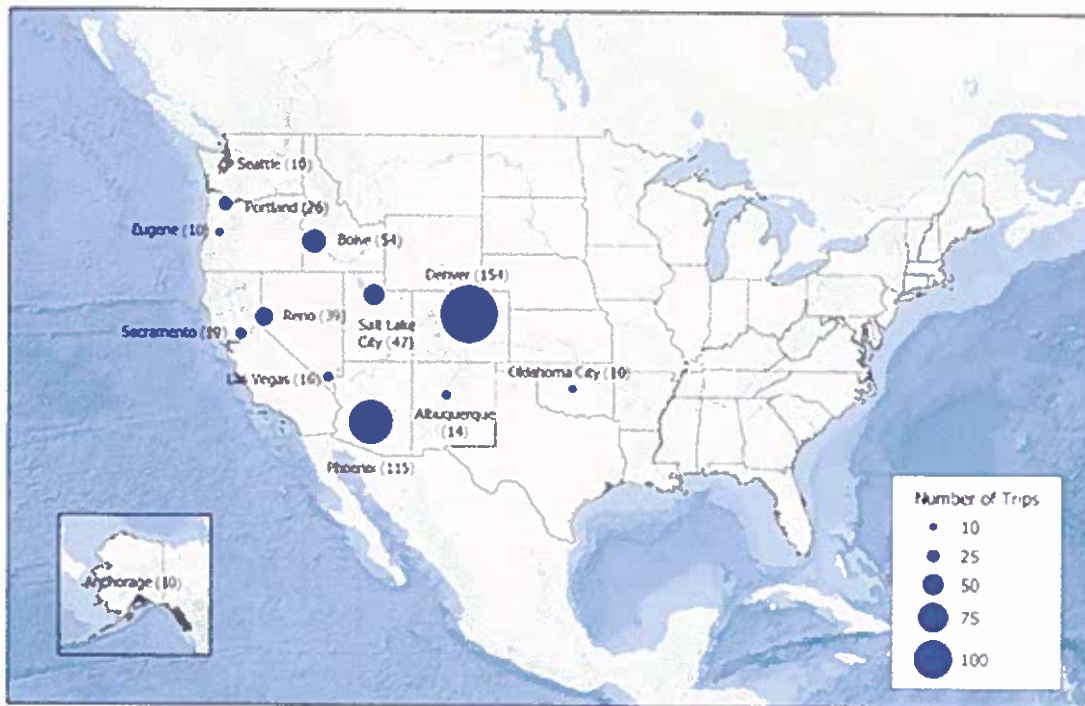 Seattle (10)
Portland (26)
Eugene (10)
Boise (54)
Denver (154)
Reno (39)
Salt Lake
City (47)
Sacramento (19)
Las Vegas (16)
Oklahoma City (10)
Albuquerque
(14)
Phoenix (115)
Anchorage (10)
Number of Trips
10
25
50
75
100